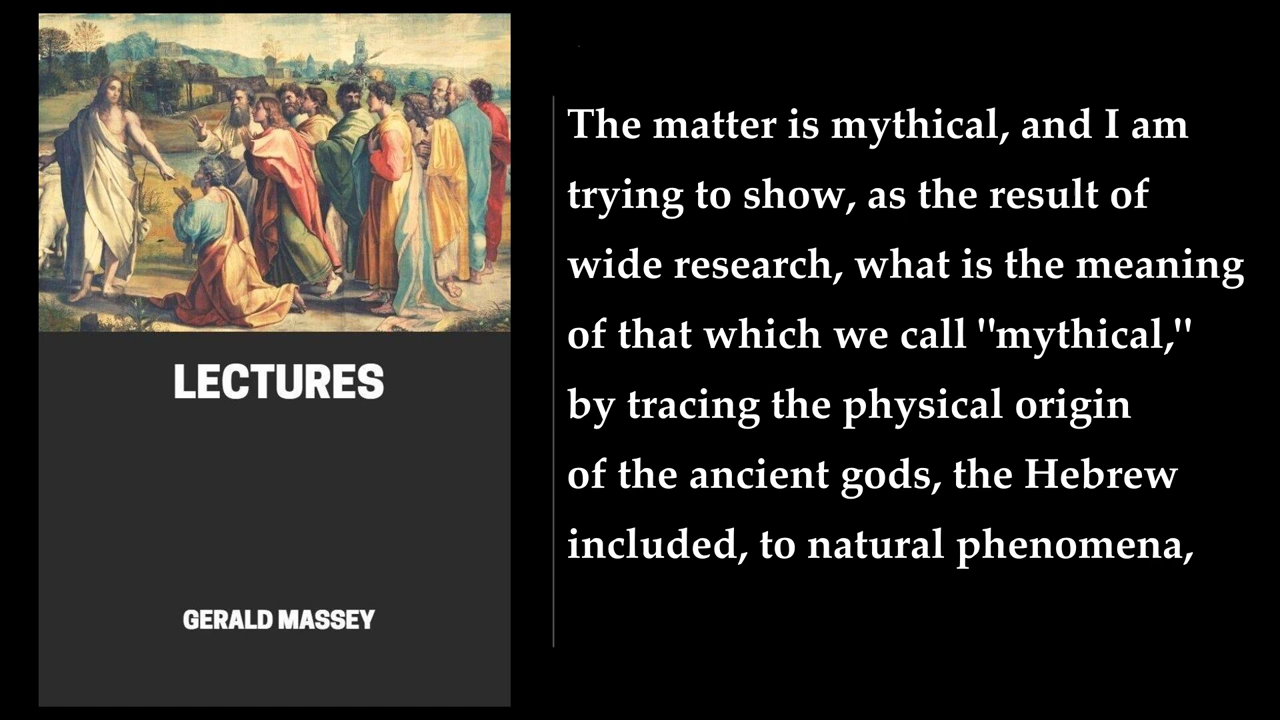 LECTURES
GERALD MASSEY
The matter is mythical, and I am
trying to show, as the result of
wide research, what is the meaning
of that which we call "mythical,"
by tracing the physical origin
of the ancient gods, the Hebrew
included, to natural phenomena,